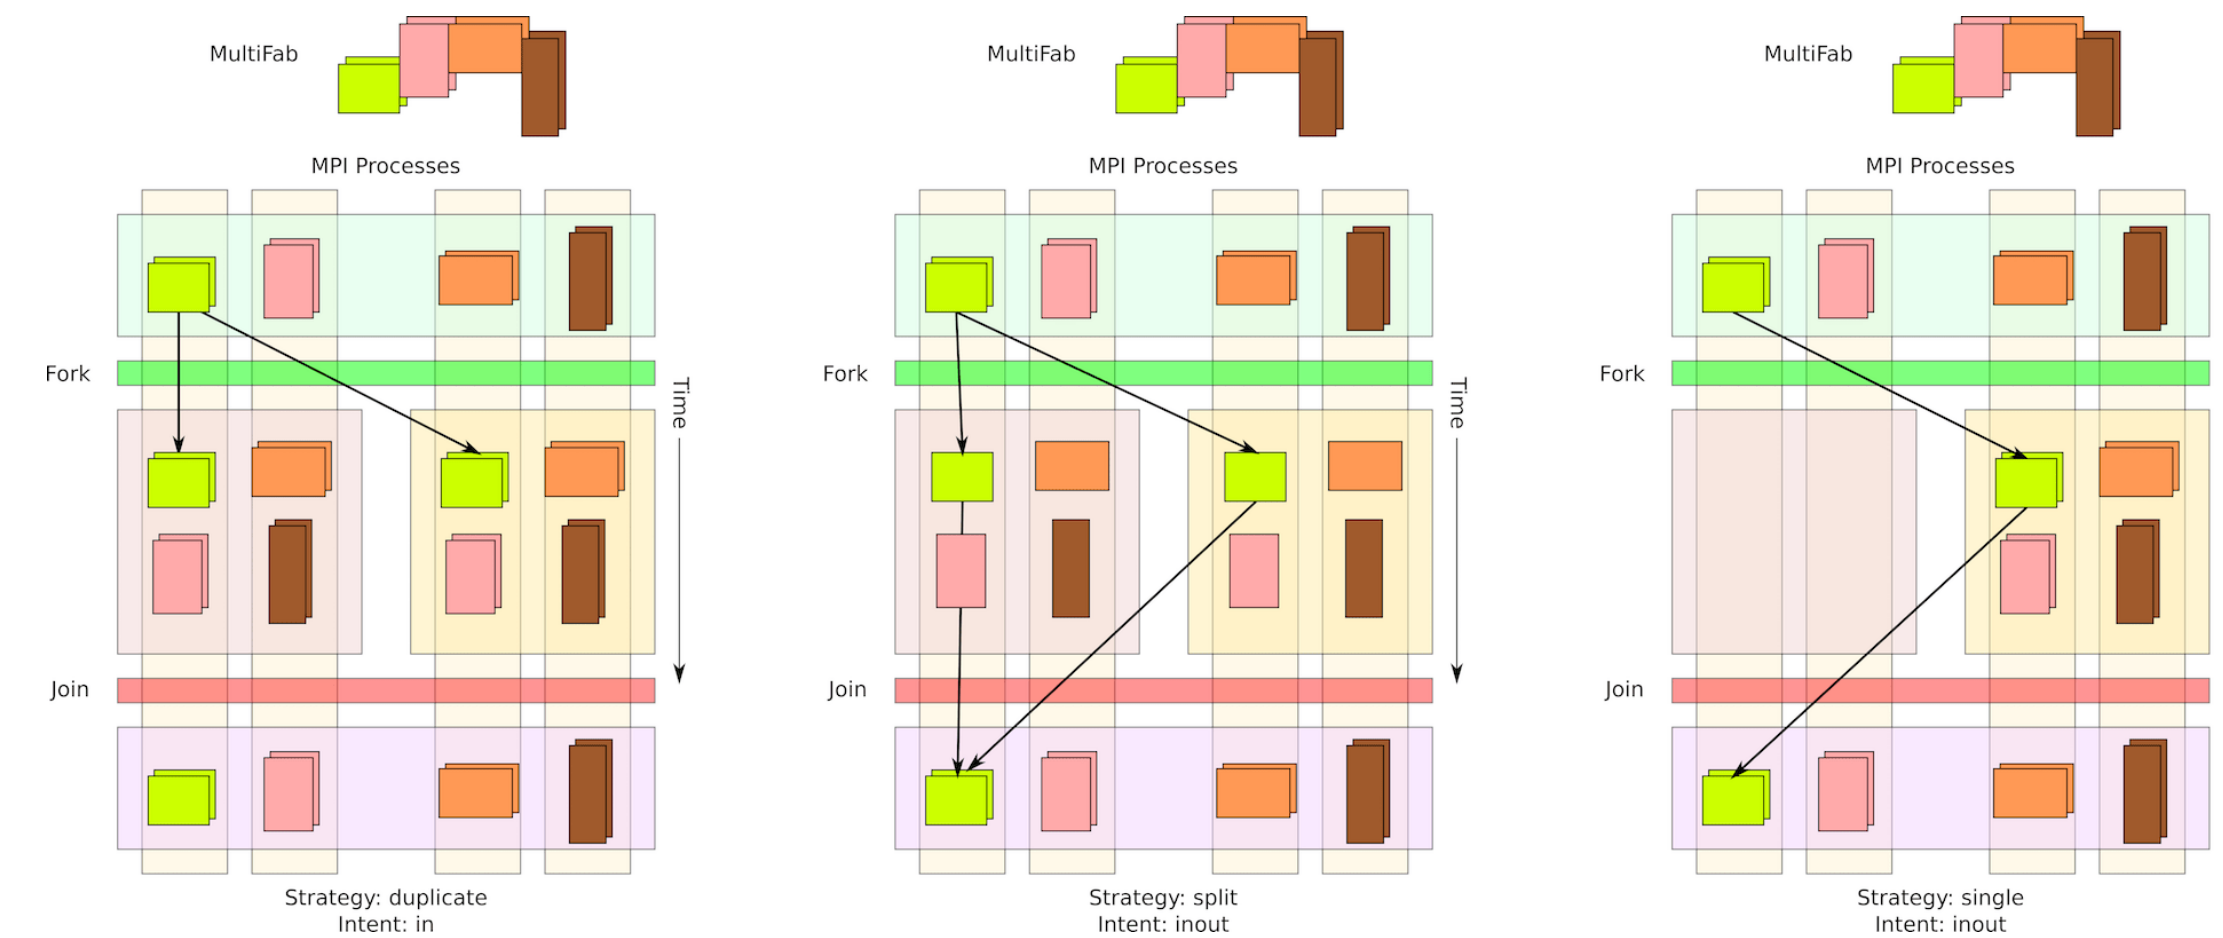 MultiFab
MPI Processes
Fork
Time
Join
Strategy: duplicate
Intent: in
MultiFab
MPI Processes
Fork
Time
Join
Strategy: split
Intent: inout
MultiFab
MPI Processes
Fork
Join
Strategy: single
Intent: inout